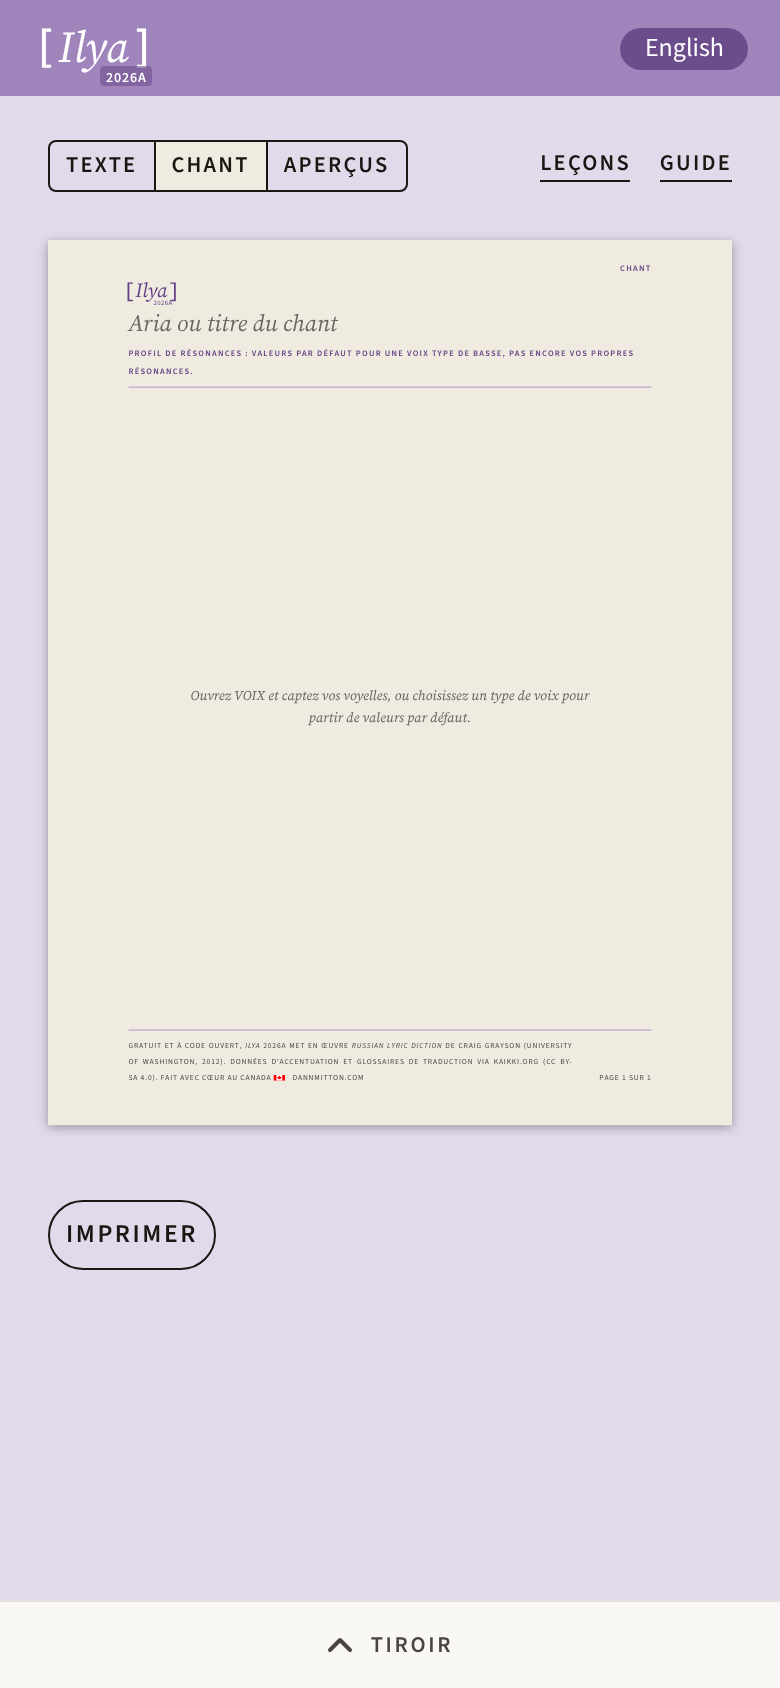 [ Ilya ]
2026A
English
TEXTE CHANT APERÇUS
LEÇONS GUIDE
CHANT
[Ilya]
2026A
Aria ou titre du chant
PROFIL DE RÉSONANCES : VALEURS PAR DÉFAUT POUR UNE VOIX TYPE DE BASSE, PAS ENCORE VOS PROPRES
RÉSONANCES.
Ouvrez VOIX et captez vos voyelles, ou choisissez un type de voix pour
partir de valeurs par défaut.
GRATUIT ET À CODE OUVERT, ILYA 2026A MET EN ŒUVRE RUSSIAN LYRIC DICTION DE CRAIG GRAYSON (UNIVERSITY
OF WASHINGTON, 2012). DONNÉES D'ACCENTUATION ET GLOSSAIRES DE TRADUCTION VIA KAIKKI.ORG (CC BY-
SA 4.0). FAIT AVEC CŒUR AU CANADA 🇨🇦 DANNMITTON.COM
PAGE 1 SUR 1
IMPRIMER
TIROIR